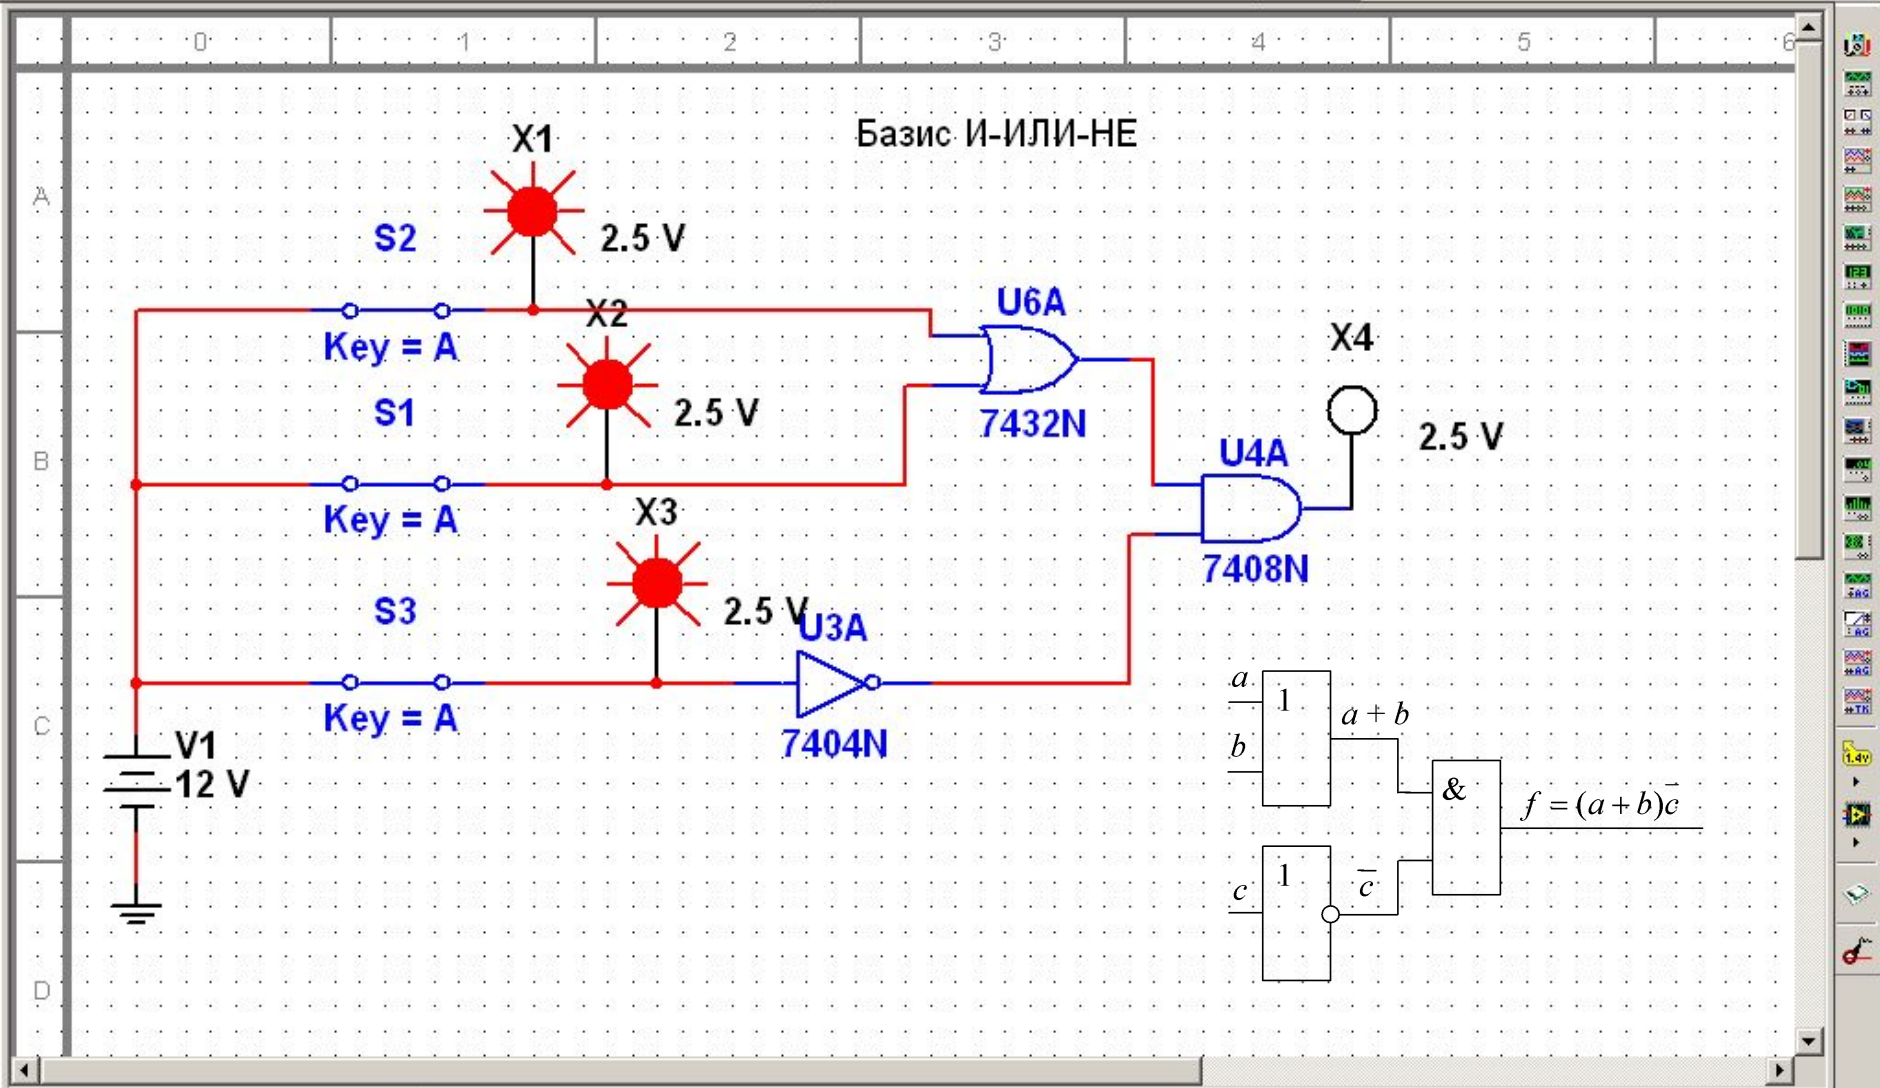 0 1 2 3 4 5 6
Базис И-ИЛИ-НЕ
X1
A
S2
2.5 V
U6A
X2
Key = A
X4
S1
2.5 V
7432N
2.5 V
B
U4A
X3
Key = A
7408N
S3
2.5 V
U3A
a
1
a + b
C
Key = A
V1
7404N
b
12 V
&
f = (a + b)c̅
1
c̅
c
D